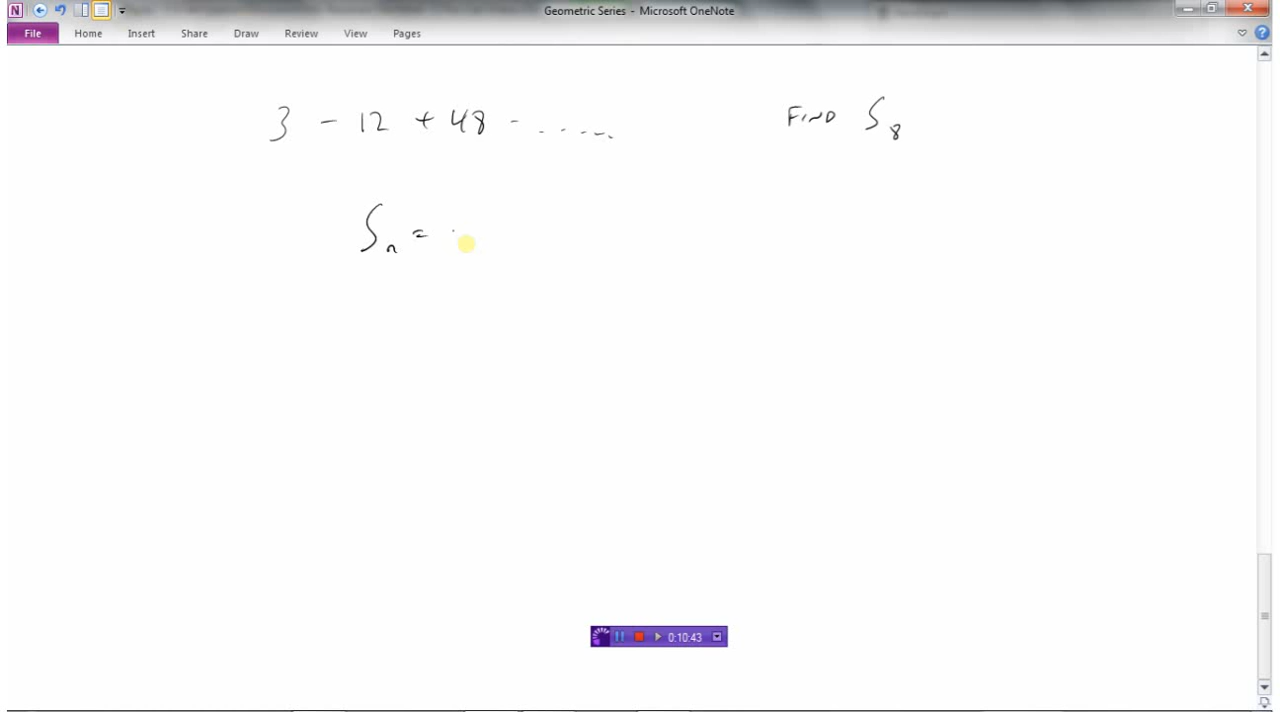 Geometric Series - Microsoft OneNote
File Home Insert Share Draw Review View Pages
3 - 12 + 48 - ...... FIND S₈
Sₙ =
0:10:43